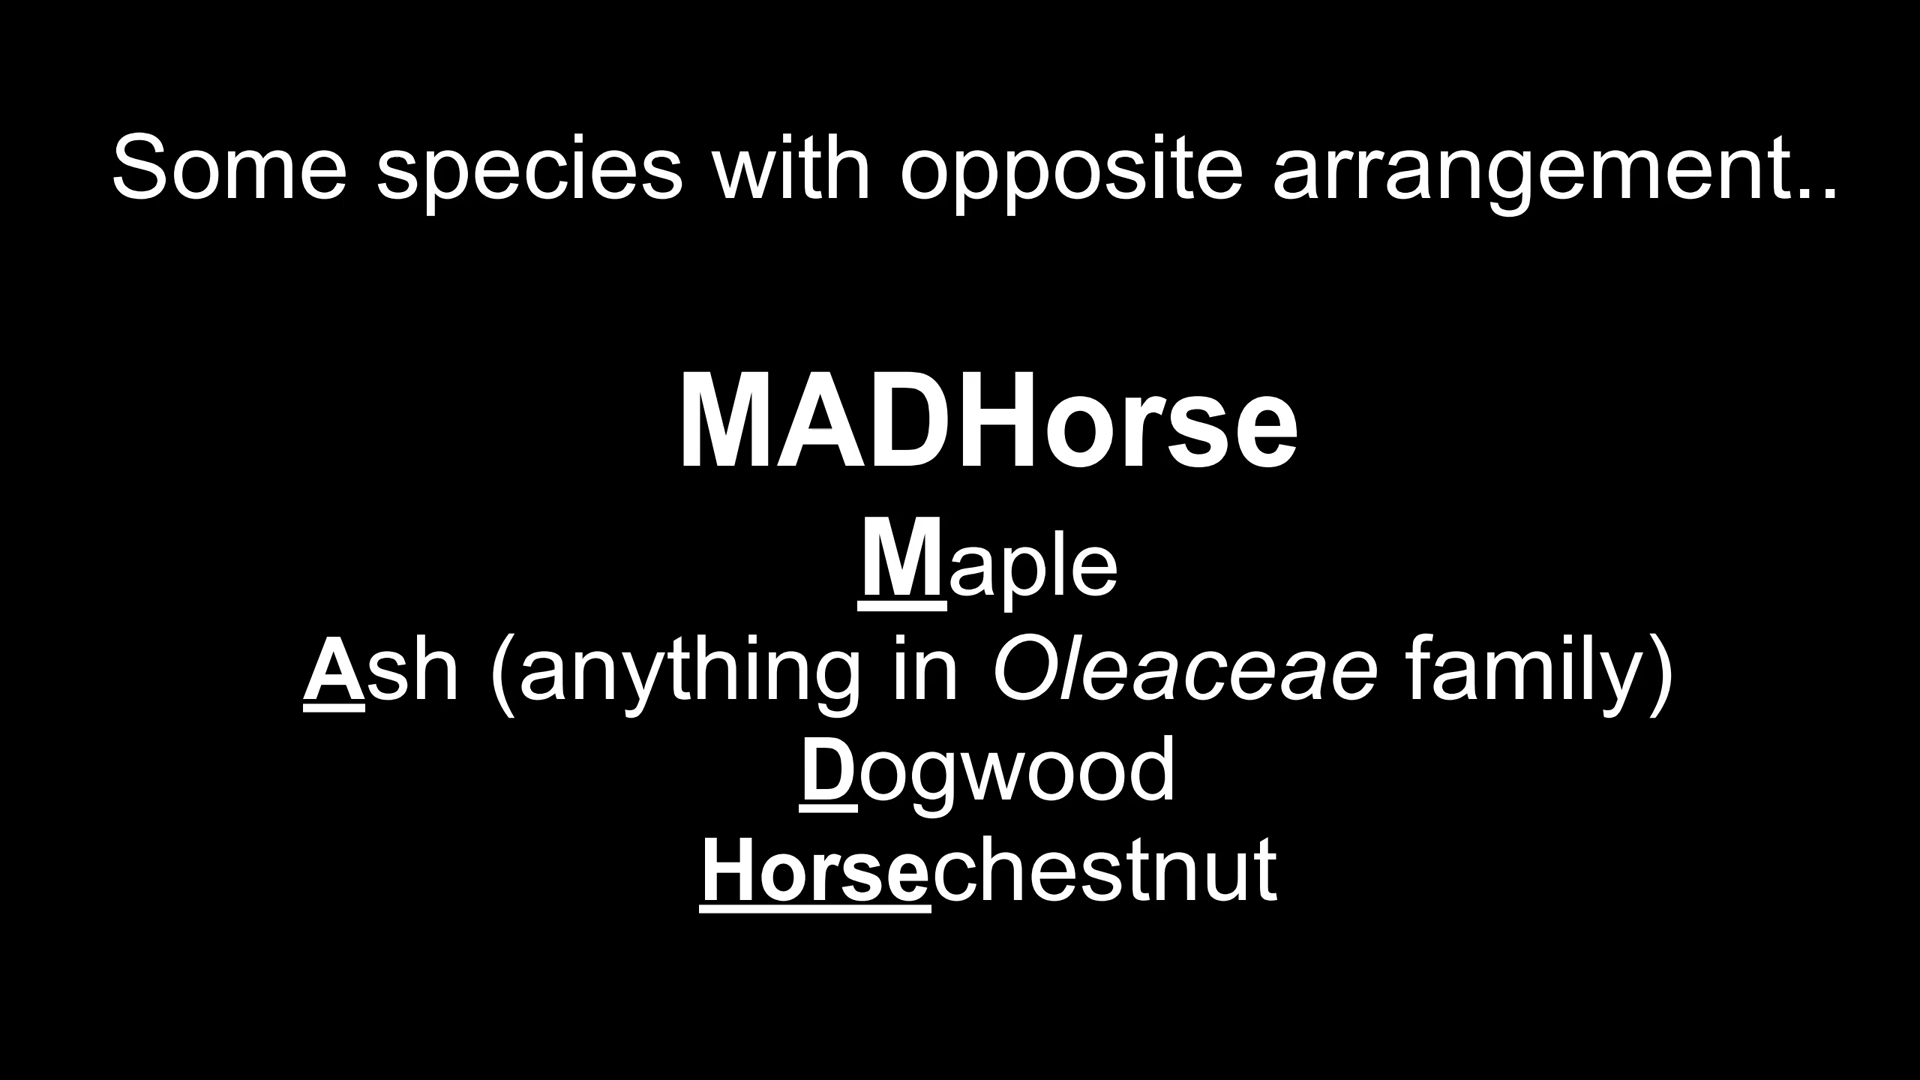 Some species with opposite arrangement..
MADHorse
Maple
Ash (anything in Oleaceae family)
Dogwood
Horsechestnut